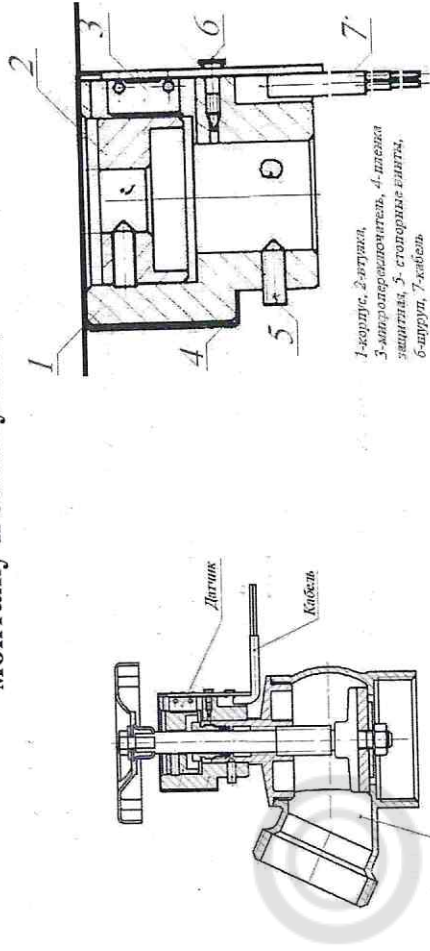 2
3
1
6
4
5
7
1-корпус, 2-втулка,
3-микропереключатель, 4-пленка
защитная, 5- стопорные винты,
6-шуруп, 7-кабель
Датчик
Кабель